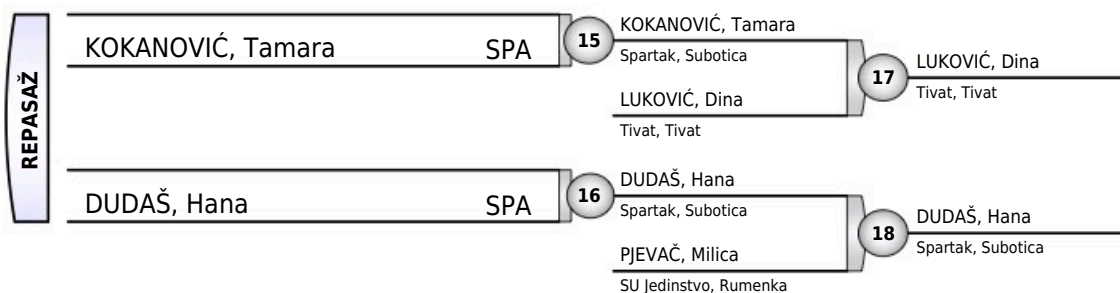 REPASAŽ
KOKANOVIĆ, Tamara SPA
15
KOKANOVIĆ, Tamara
Spartak, Subotica
LUKOVIĆ, Dina
Tivat, Tivat
17
LUKOVIĆ, Dina
Tivat, Tivat
DUDAŠ, Hana SPA
16
DUDAŠ, Hana
Spartak, Subotica
PJEVAČ, Milica
SU Jedinstvo, Rumenka
18
DUDAŠ, Hana
Spartak, Subotica